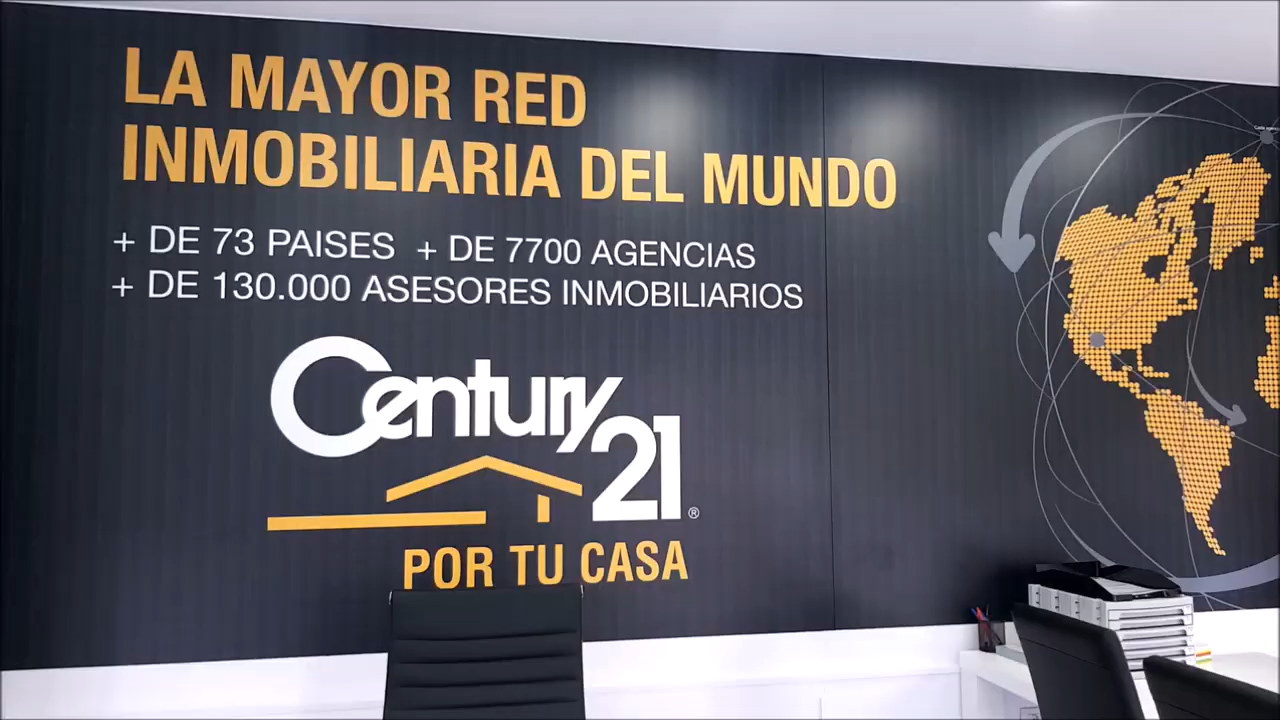 LA MAYOR RED
INMOBILIARIA DEL MUNDO
+ DE 73 PAISES + DE 7700 AGENCIAS
+ DE 130.000 ASESORES INMOBILIARIOS
Century
21®
POR TU CASA